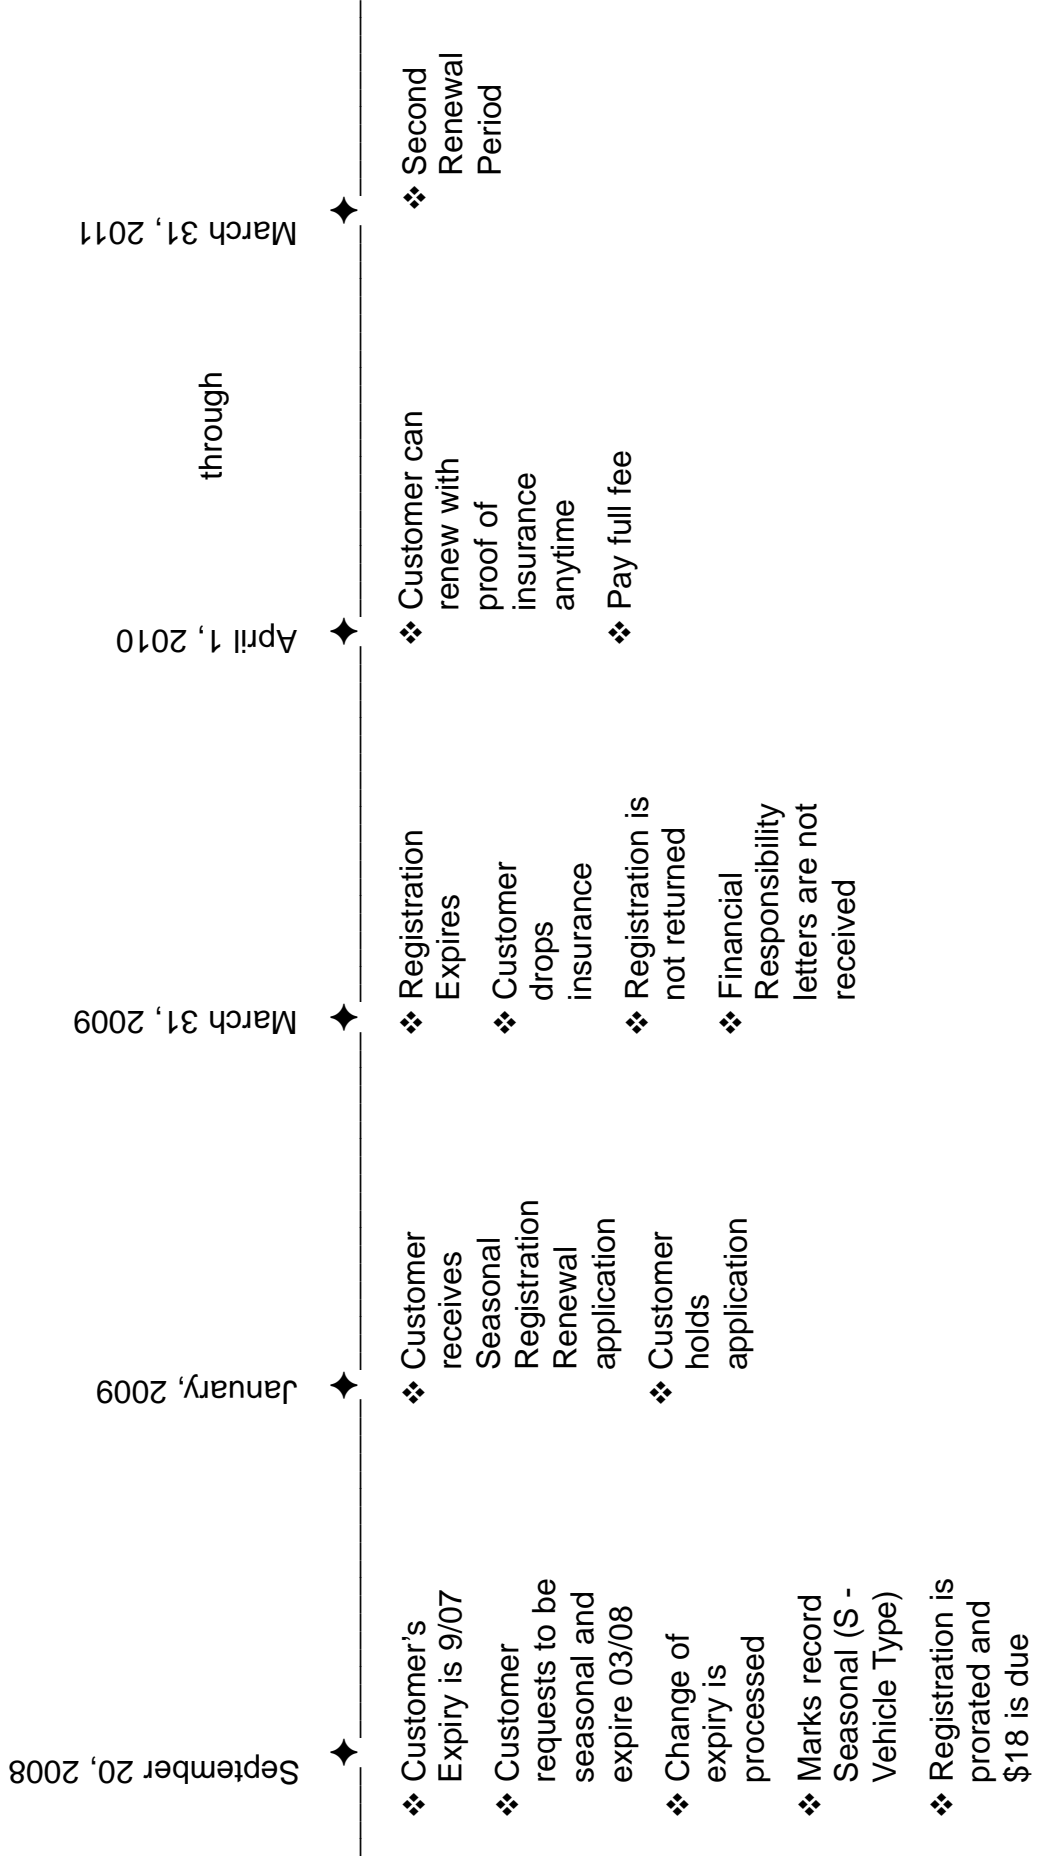 September 20, 2008
❖ Customer's
Expiry is 9/07
❖ Customer
requests to be
seasonal and
expire 03/08
❖ Change of
expiry is
processed
❖ Marks record
Seasonal (S -
Vehicle Type)
❖ Registration is
prorated and
$18 is due
January, 2009
❖ Customer
receives
Seasonal
Registration
Renewal
application
❖ Customer
holds
application
March 31, 2009
❖ Registration
Expires
❖ Customer
drops
insurance
❖ Registration is
not returned
❖ Financial
Responsibility
letters are not
received
April 1, 2010
❖ Customer can
renew with
proof of
insurance
anytime
❖ Pay full fee
through
March 31, 2011
❖ Second
Renewal
Period